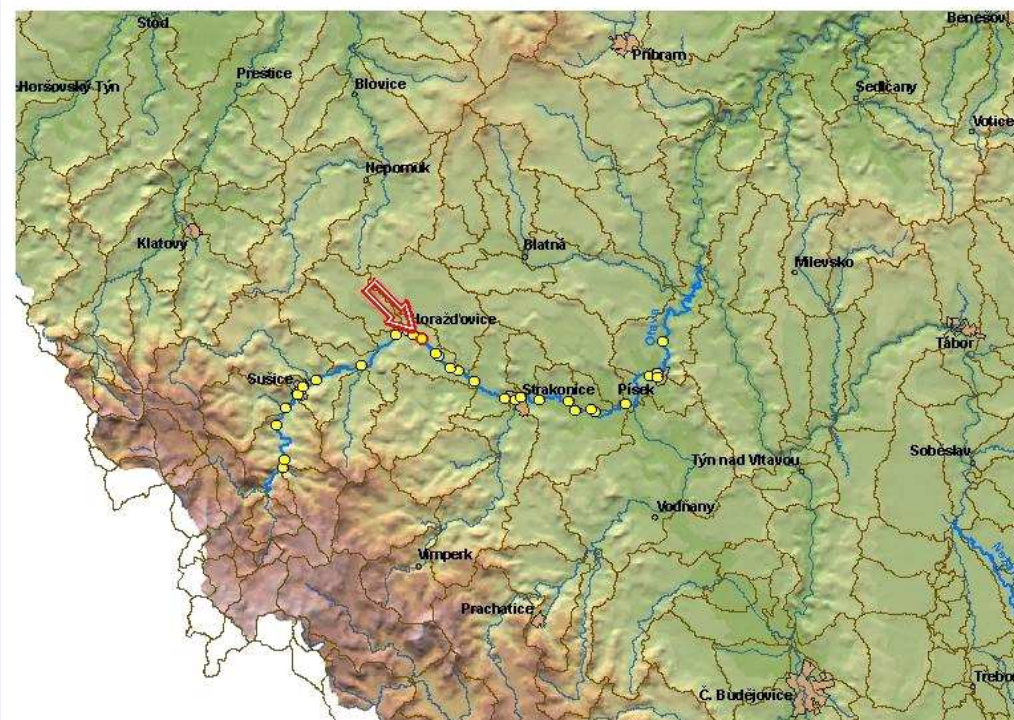 Stod
Benešov
Příbram
Přeštice
Horšovský Týn
Blovice
Sedlčany
Votice
Nepomuk
Klatovy
Blatná
Milevsko
Horažďovice
Otava
Tábor
Sušice
Strakonice
Písek
Týn nad Vltavou
Soběslav
Vodňany
Vimperk
Prachatice
Č. Budějovice